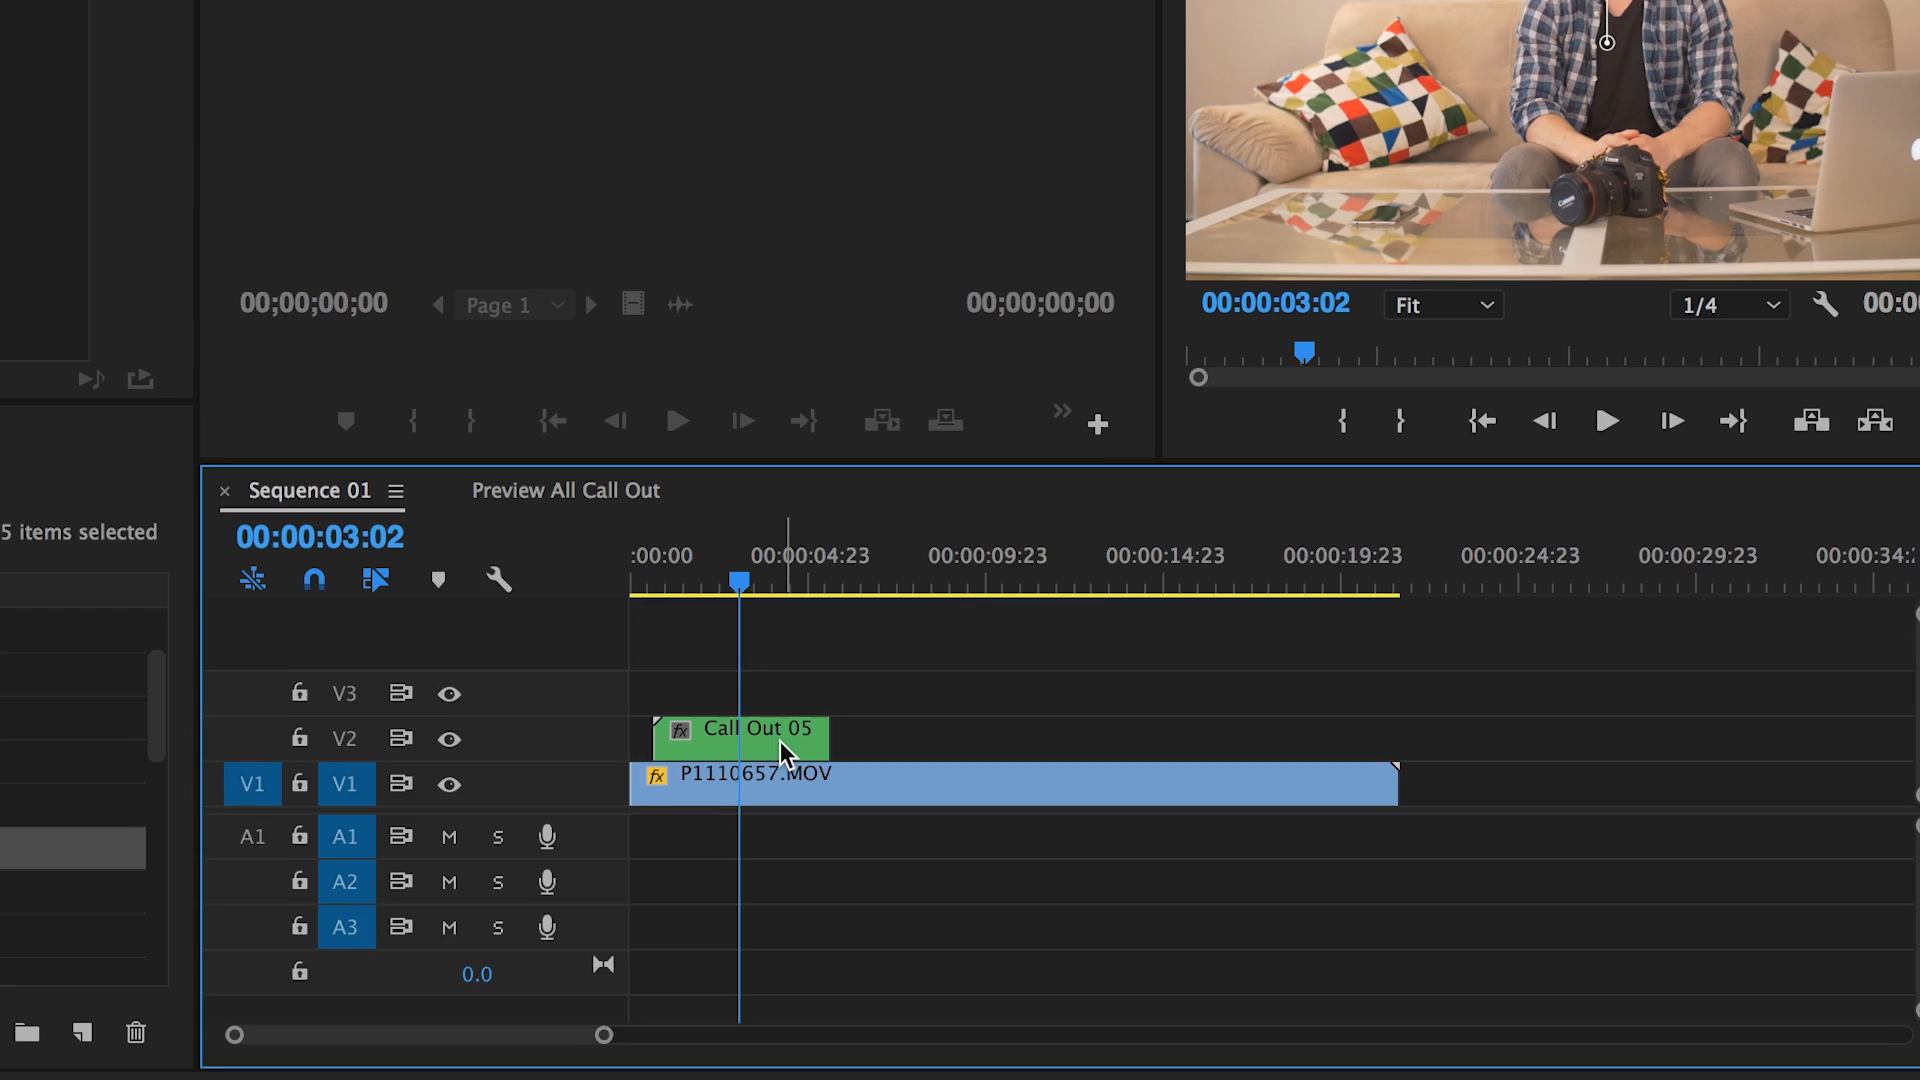 00;00;00;00
Page 1
00;00;00;00
Canon
00:00:03:02
Fit
1/4
00:0
Sequence 01
Preview All Call Out
5 items selected
00:00:03:02
:00:00
00:00:04:23
00:00:09:23
00:00:14:23
00:00:19:23
00:00:24:23
00:00:29:23
00:00:34:
V3
V2
fx Call Out 05
V1
V1
fx P1110657.MOV
A1
A1
M
S
A2
M
S
A3
M
S
0.0